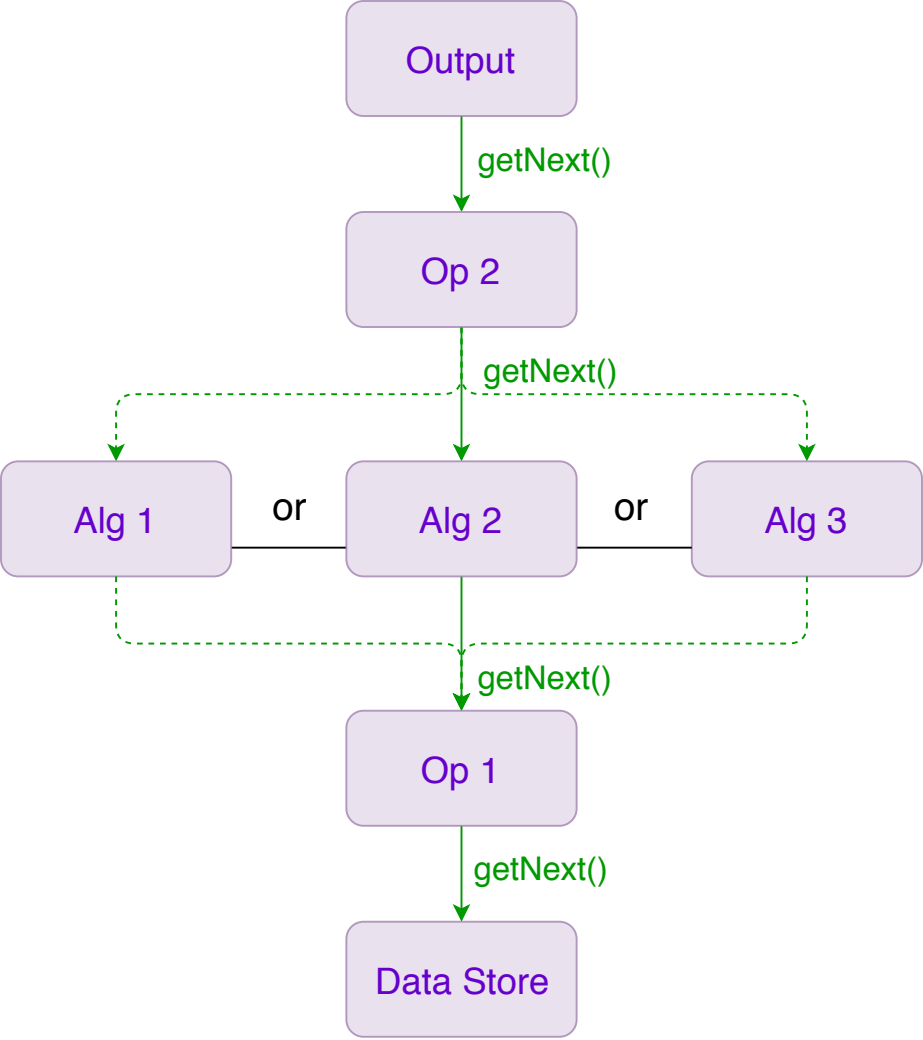 Output
getNext()
Op 2
getNext()
Alg 1
or
Alg 2
or
Alg 3
getNext()
Op 1
getNext()
Data Store